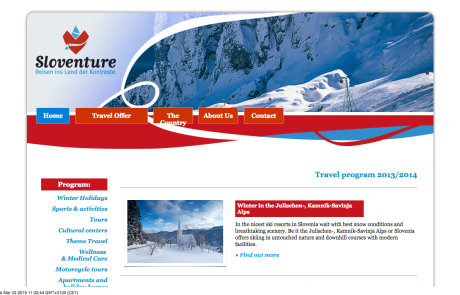 Sloventure
Reisen ins Land der Kontraste
Home
Travel Offer
The
Country
About Us
Contact
Travel program 2013/2014
Program:
Winter Holidays
Sports & activities
Tours
Cultural centers
Theme Travel
Wellness
& Medical Care
Motorcycle tours
Apartments and
holiday homes
Winter in the Julischen-, Kamnik-Savinja
Alps
In the nicest ski resorts in Slovenia wait with best snow conditions and
breathtaking scenery. Be it the Julischen-, Kamnik-Savinja Alps or Slovenia
offers skiing in untouched nature and downhill courses with modern
facilities.
» Find out more
e Mar 03 2015 11:32:44 GMT+0100 (CET)